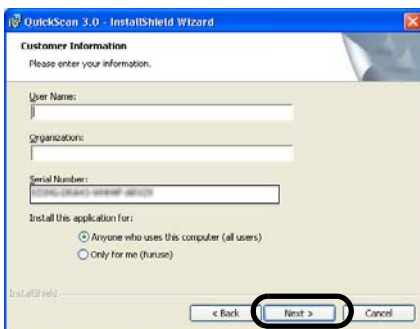 QuickScan 3.0 - InstallShield Wizard
Customer Information
Please enter your information.
User Name:
Organization:
Serial Number:
Install this application for:
Anyone who uses this computer (all users)
Only for me (furuse)
InstallShield
< Back
Next >
Cancel